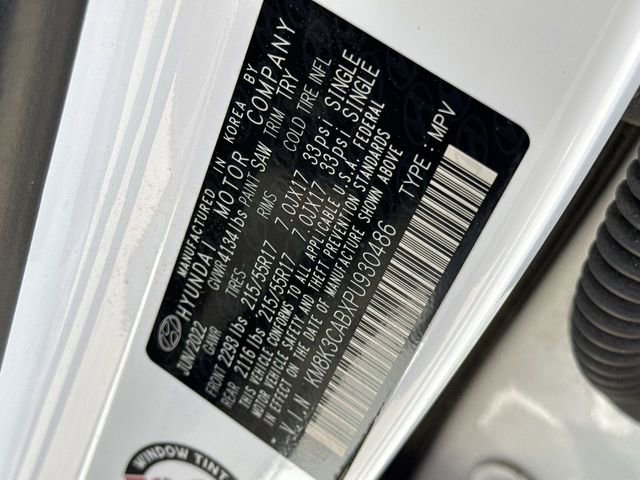 MANUFACTURED IN KOREA BY
HYUNDAI MOTOR COMPANY
JUN/2022 GVWR 4134 lbs PAINT SAW TRIM TRY
GAWR TIRES RIMS COLD TIRE INFL.
FRONT 2293 lbs 215/55R17 7.0JX17 33psi SINGLE
REAR 2116 lbs 215/55R17 7.0JX17 33psi SINGLE
THIS VEHICLE CONFORMS TO ALL APPLICABLE U.S.A. FEDERAL
MOTOR VEHICLE SAFETY AND THEFT PREVENTION STANDARDS
IN EFFECT ON THE DATE OF MANUFACTURE SHOWN ABOVE
V.I.N KM8K3CABXPU930486 TYPE : MPV
WINDOW TINT